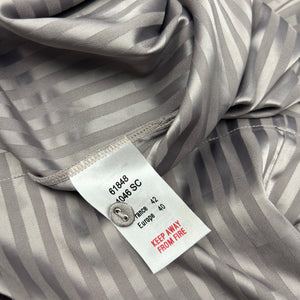 61848
1046 SC
France 42
Europe 40
KEEP AWAY
FROM FIRE